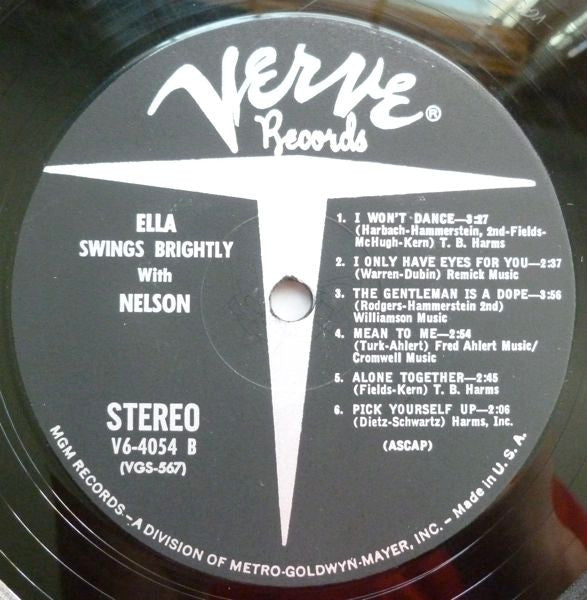 Verve®
Records
ELLA
SWINGS BRIGHTLY
With
NELSON
STEREO
V6-4054 B
(VGS-567)
1. I WON'T DANCE—3:27
(Harbach-Hammerstein, 2nd-Fields-
McHugh-Kern) T. B. Harms
2. I ONLY HAVE EYES FOR YOU—2:37
(Warren-Dubin) Remick Music
3. THE GENTLEMAN IS A DOPE—3:56
(Rodgers-Hammerstein 2nd)
Williamson Music
4. MEAN TO ME—2:54
(Turk-Ahlert) Fred Ahlert Music/
Cromwell Music
5. ALONE TOGETHER—2:45
(Fields-Kern) T. B. Harms
6. PICK YOURSELF UP—2:06
(Dietz-Schwartz) Harms, Inc.
(ASCAP)
MGM RECORDS—A DIVISION OF METRO-GOLDWYN-MAYER, INC. – Made in U. S. A.